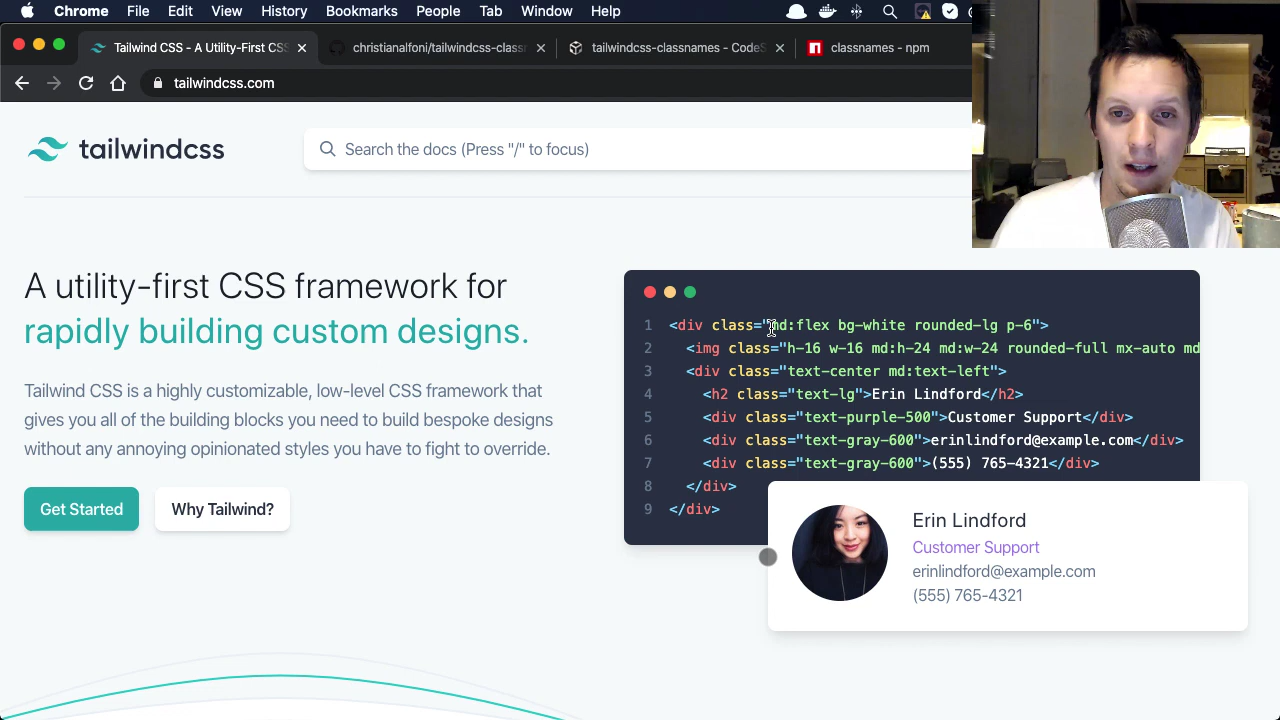 Chrome File Edit View History Bookmarks People Tab Window Help
Tailwind CSS - A Utility-First CS
christianalfoni/tailwindcss-class
tailwindcss-classnames - CodeS
classnames - npm
tailwindcss.com
tailwindcss
Search the docs (Press "/" to focus)
A utility-first CSS framework for
rapidly building custom designs.
Tailwind CSS is a highly customizable, low-level CSS framework that
gives you all of the building blocks you need to build bespoke designs
without any annoying opinionated styles you have to fight to override.
Get Started
Why Tailwind?
1 <div class="md:flex bg-white rounded-lg p-6">
2 <img class="h-16 w-16 md:h-24 md:w-24 rounded-full mx-auto md
3 <div class="text-center md:text-left">
4 <h2 class="text-lg">Erin Lindford</h2>
5 <div class="text-purple-500">Customer Support</div>
6 <div class="text-gray-600">erinlindford@example.com</div>
7 <div class="text-gray-600">(555) 765-4321</div>
8 </div>
9 </div>
Erin Lindford
Customer Support
erinlindford@example.com
(555) 765-4321